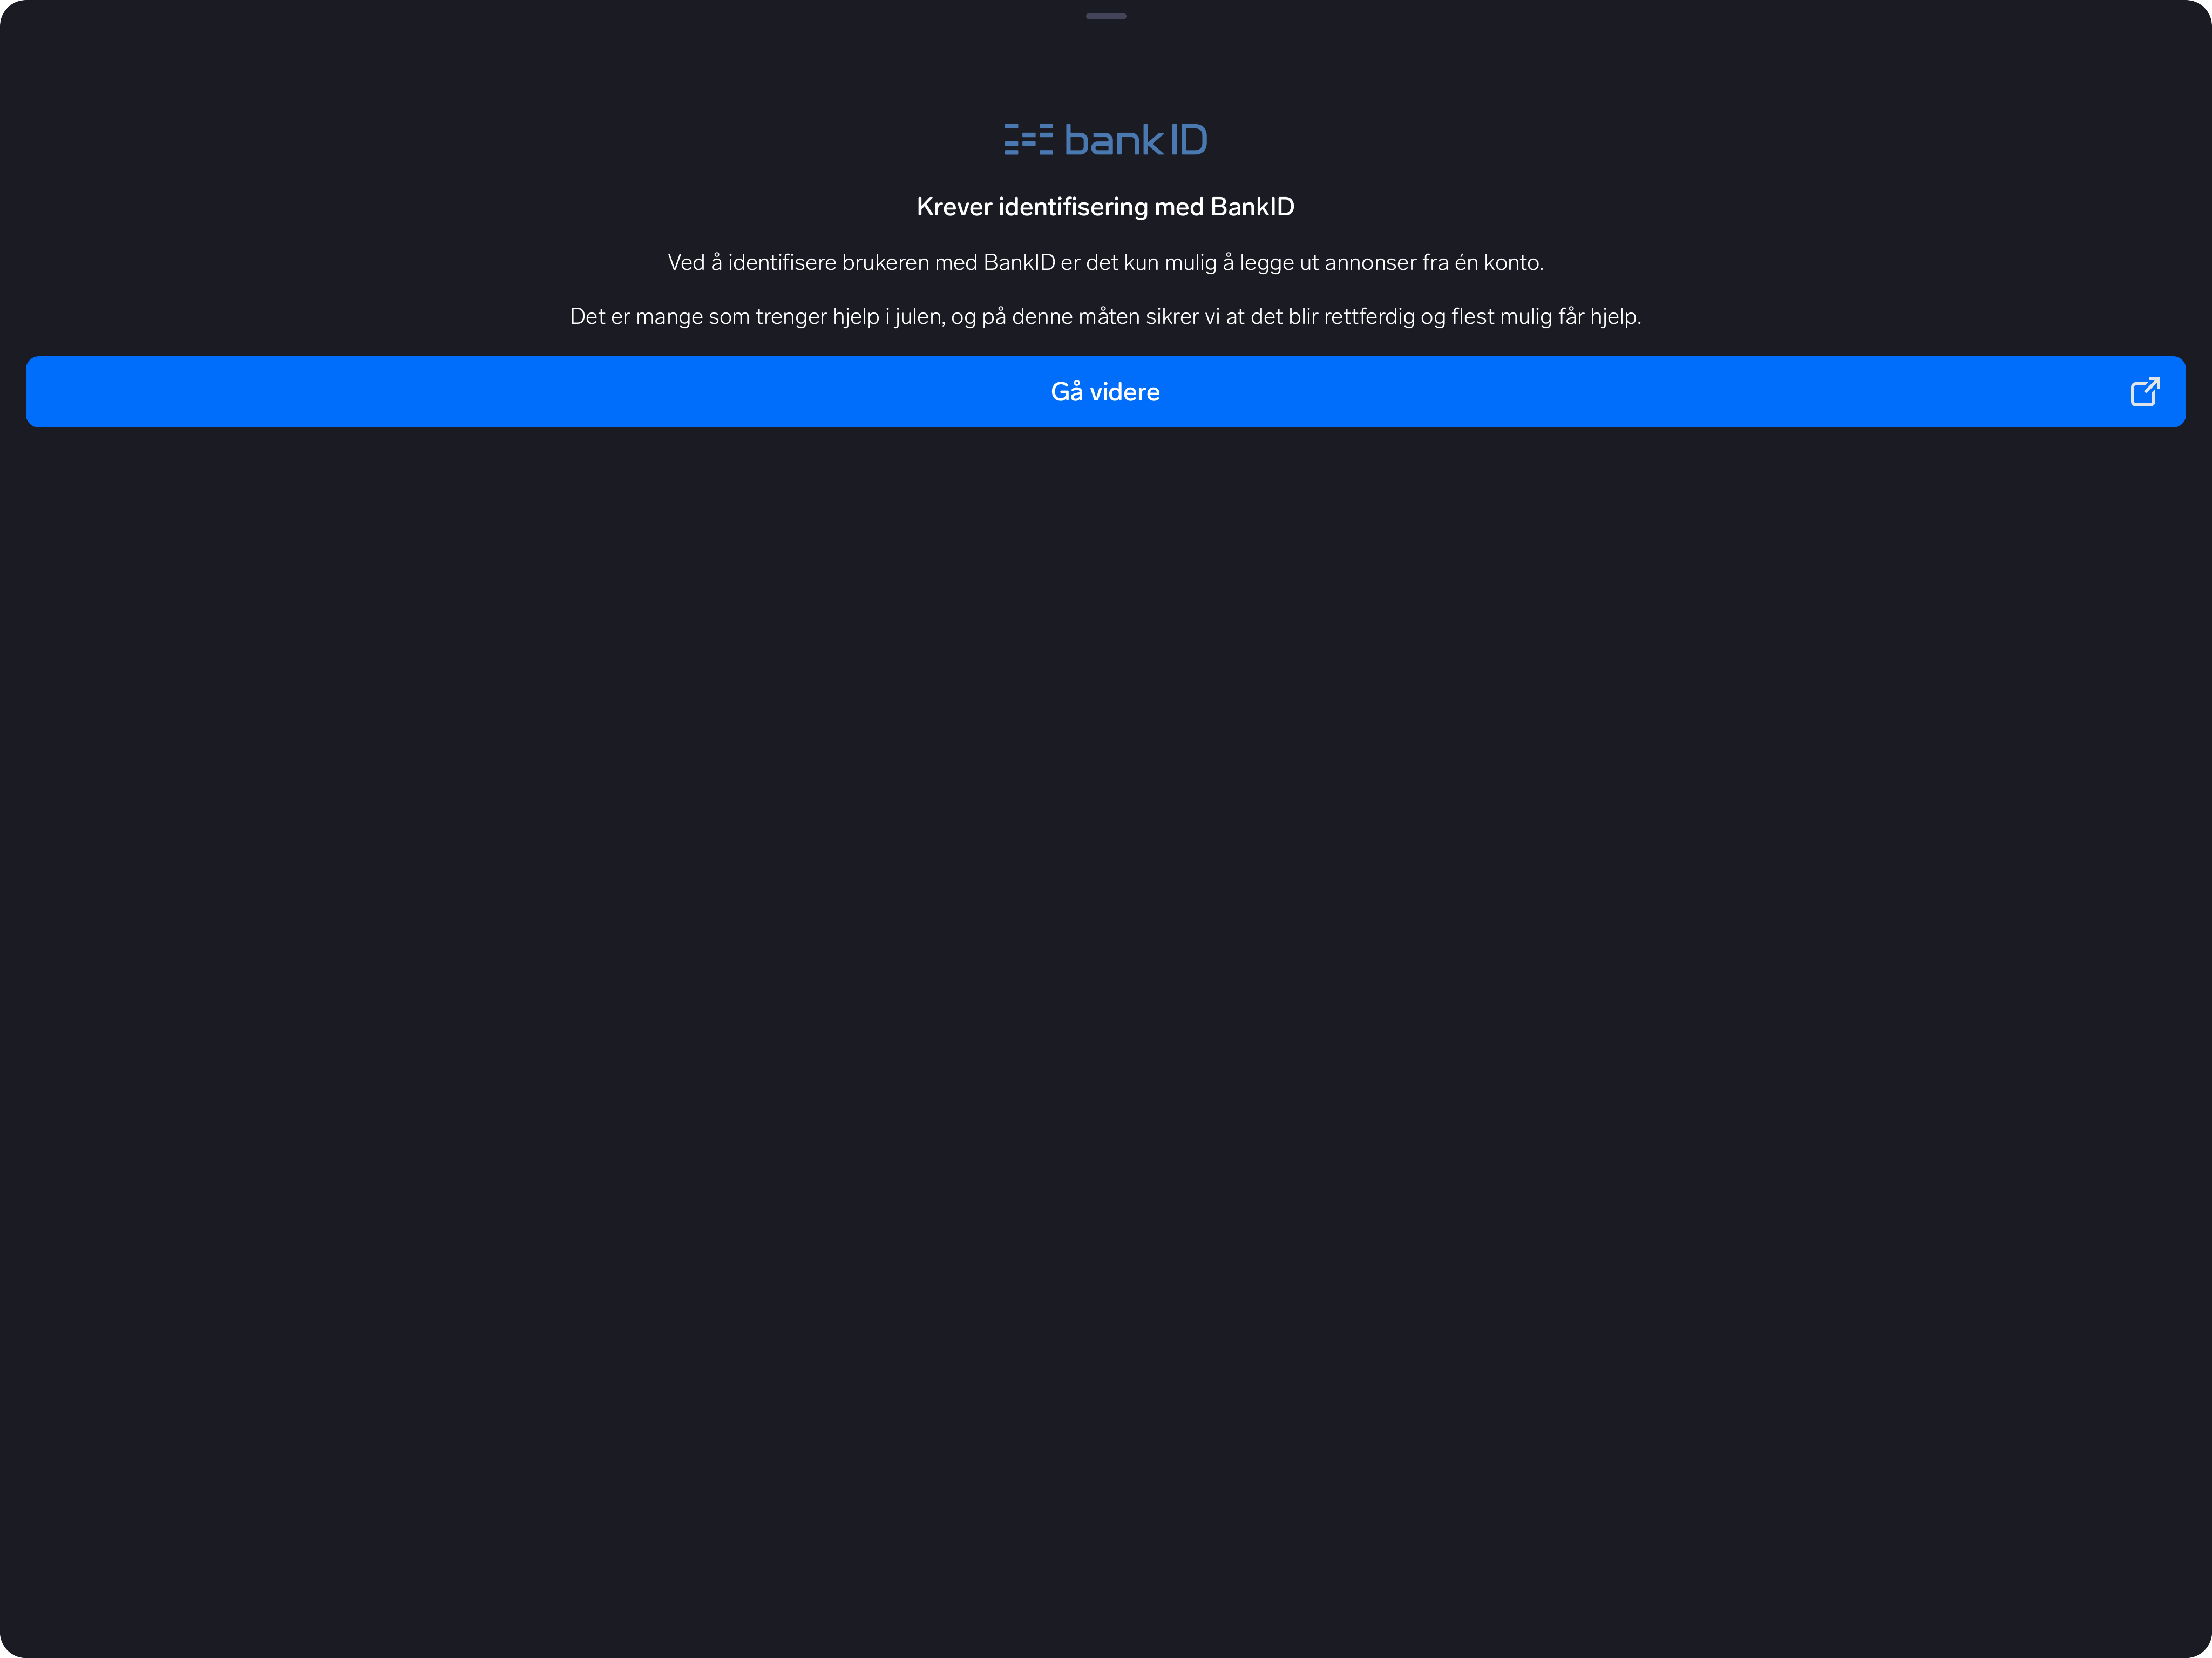 bankID
Krever identifisering med BankID
Ved å identifisere brukeren med BankID er det kun mulig å legge ut annonser fra én konto.
Det er mange som trenger hjelp i julen, og på denne måten sikrer vi at det blir rettferdig og flest mulig får hjelp.
Gå videre